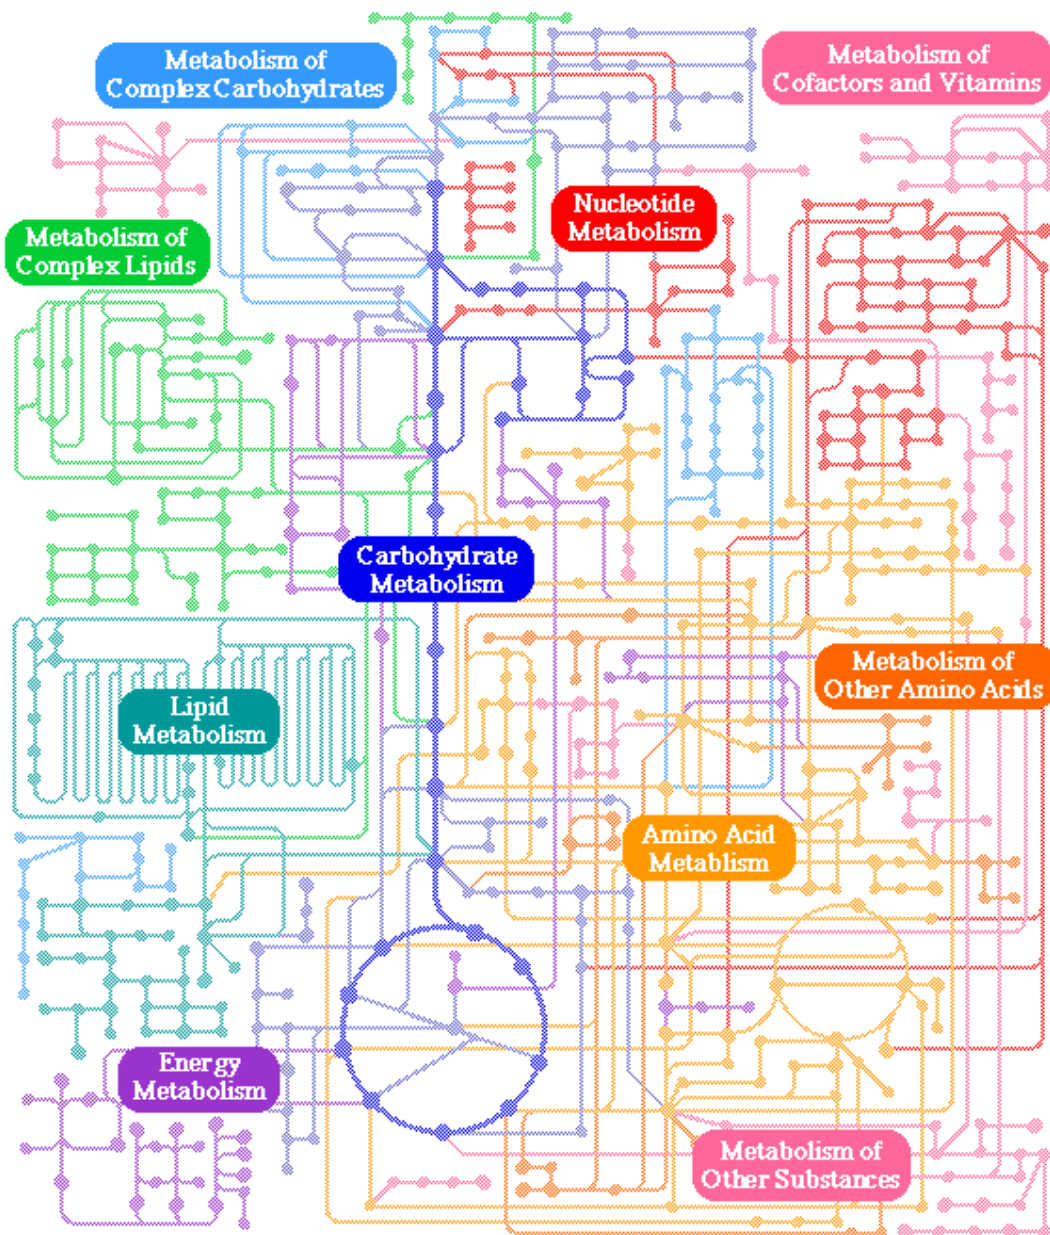 Metabolism of
Complex Carbohydrates
Metabolism of
Cofactors and Vitamins
Nucleotide
Metabolism
Metabolism of
Complex Lipids
Carbohydrate
Metabolism
Metabolism of
Other Amino Acids
Lipid
Metabolism
Amino Acid
Metablism
Energy
Metabolism
Metabolism of
Other Substances